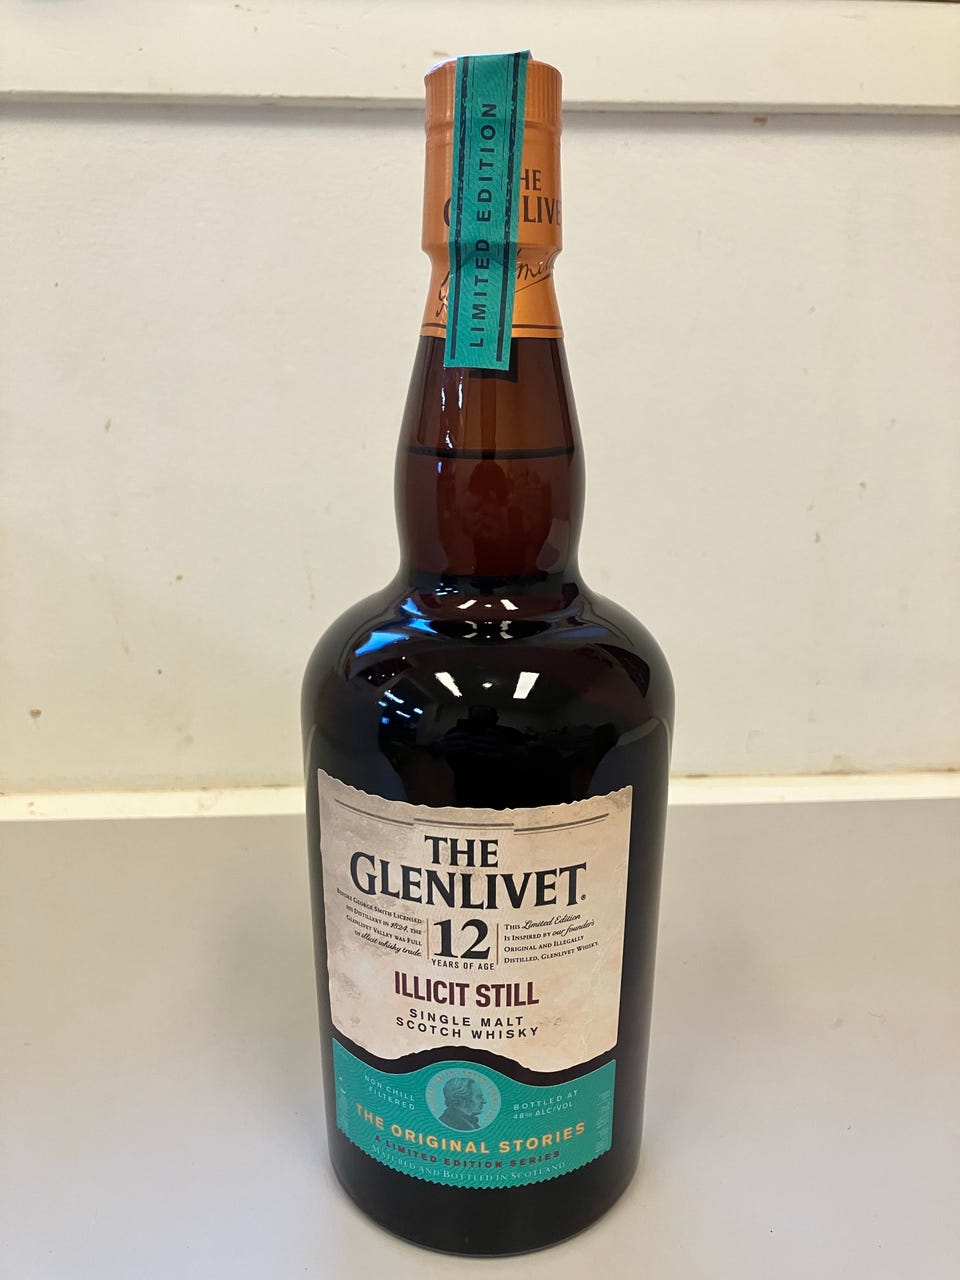 LIMITED EDITION
THE
GLENLIVET
THE
GLENLIVET®
BEFORE GEORGE SMITH LICENSED
HIS DISTILLERY IN 1824, THE
GLENLIVET VALLEY WAS FULL
OF illicit whisky trade.
12
YEARS OF AGE
THIS Limited Edition
IS INSPIRED BY our founder's
ORIGINAL AND ILLEGALLY
DISTILLED, GLENLIVET WHISKY.
ILLICIT STILL
SINGLE MALT
SCOTCH WHISKY
NON CHILL
FILTERED
BOTTLED AT
48% ALC/VOL
THE ORIGINAL STORIES
A LIMITED EDITION SERIES
MATURED AND BOTTLED IN SCOTLAND